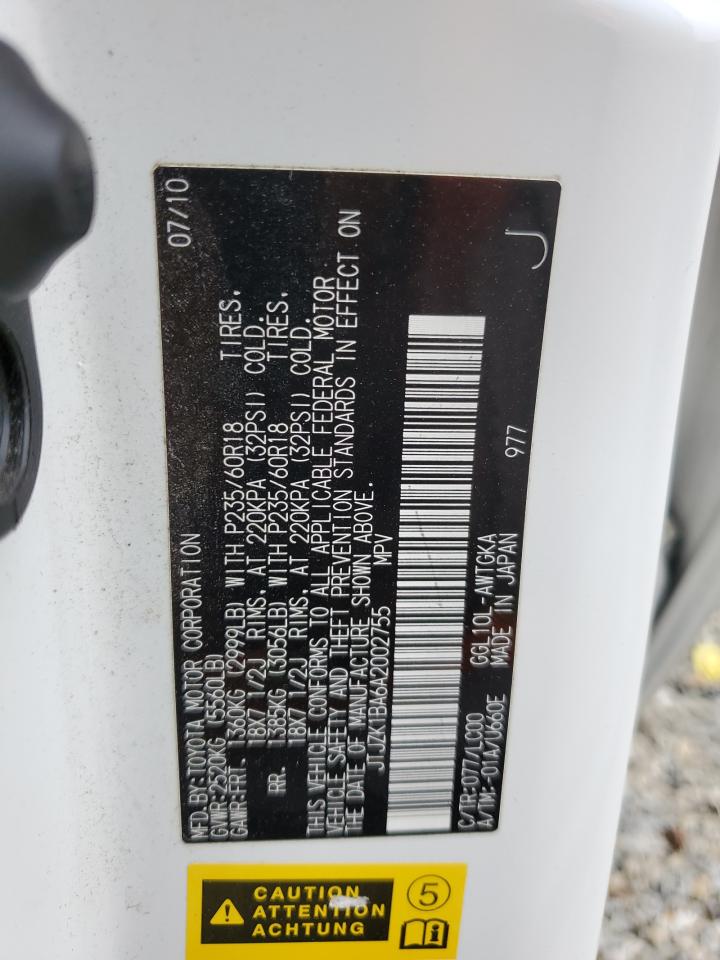 MFD.BY:TOYOTA MOTOR CORPORATION 07/10
GVWR:2520KG (5560LB)
GAWR:FRT. 1360KG (2999LB) WITH P235/60R18 TIRES,
18X7 1/2J RIMS, AT 220KPA (32PSI) COLD.
RR. 1385KG (3056LB) WITH P235/60R18 TIRES,
18X7 1/2J RIMS, AT 220KPA (32PSI) COLD.
THIS VEHICLE CONFORMS TO ALL APPLICABLE FEDERAL MOTOR
VEHICLE SAFETY AND THEFT PREVENTION STANDARDS IN EFFECT ON
THE DATE OF MANUFACTURE SHOWN ABOVE.
JTJZK1BA6A2002755 MPV
C/TR:077/LC00 GGL10L-AWTGKA
A/TM:-01A/U660E MADE IN JAPAN 977
J
CAUTION
ATTENTION
ACHTUNG
5